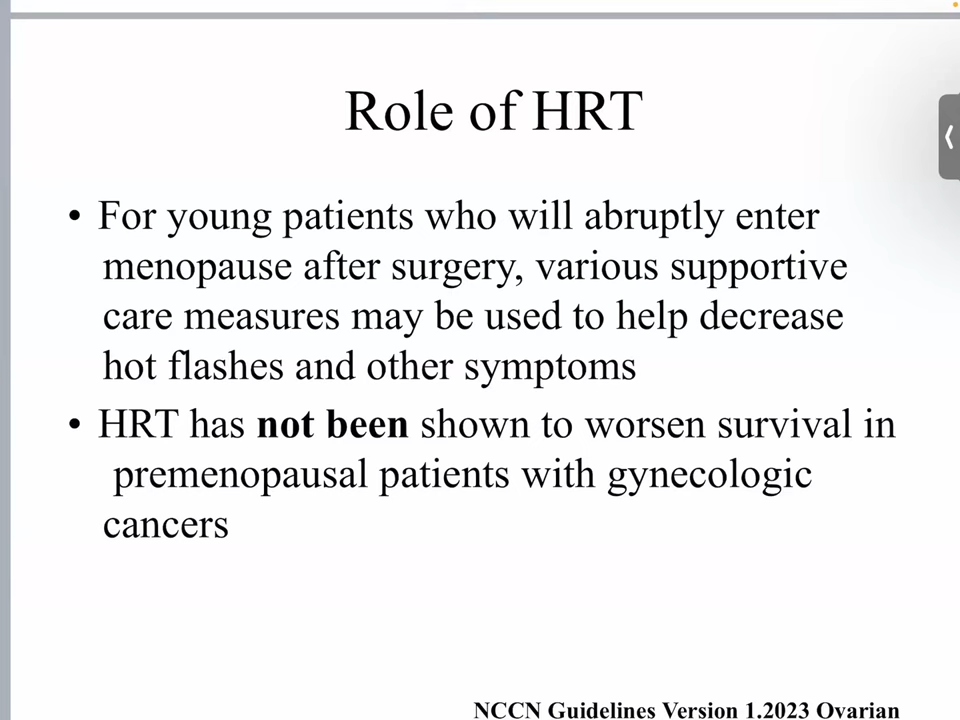 Role of HRT
• For young patients who will abruptly enter
menopause after surgery, various supportive
care measures may be used to help decrease
hot flashes and other symptoms
• HRT has not been shown to worsen survival in
premenopausal patients with gynecologic
cancers
NCCN Guidelines Version 1.2023 Ovarian